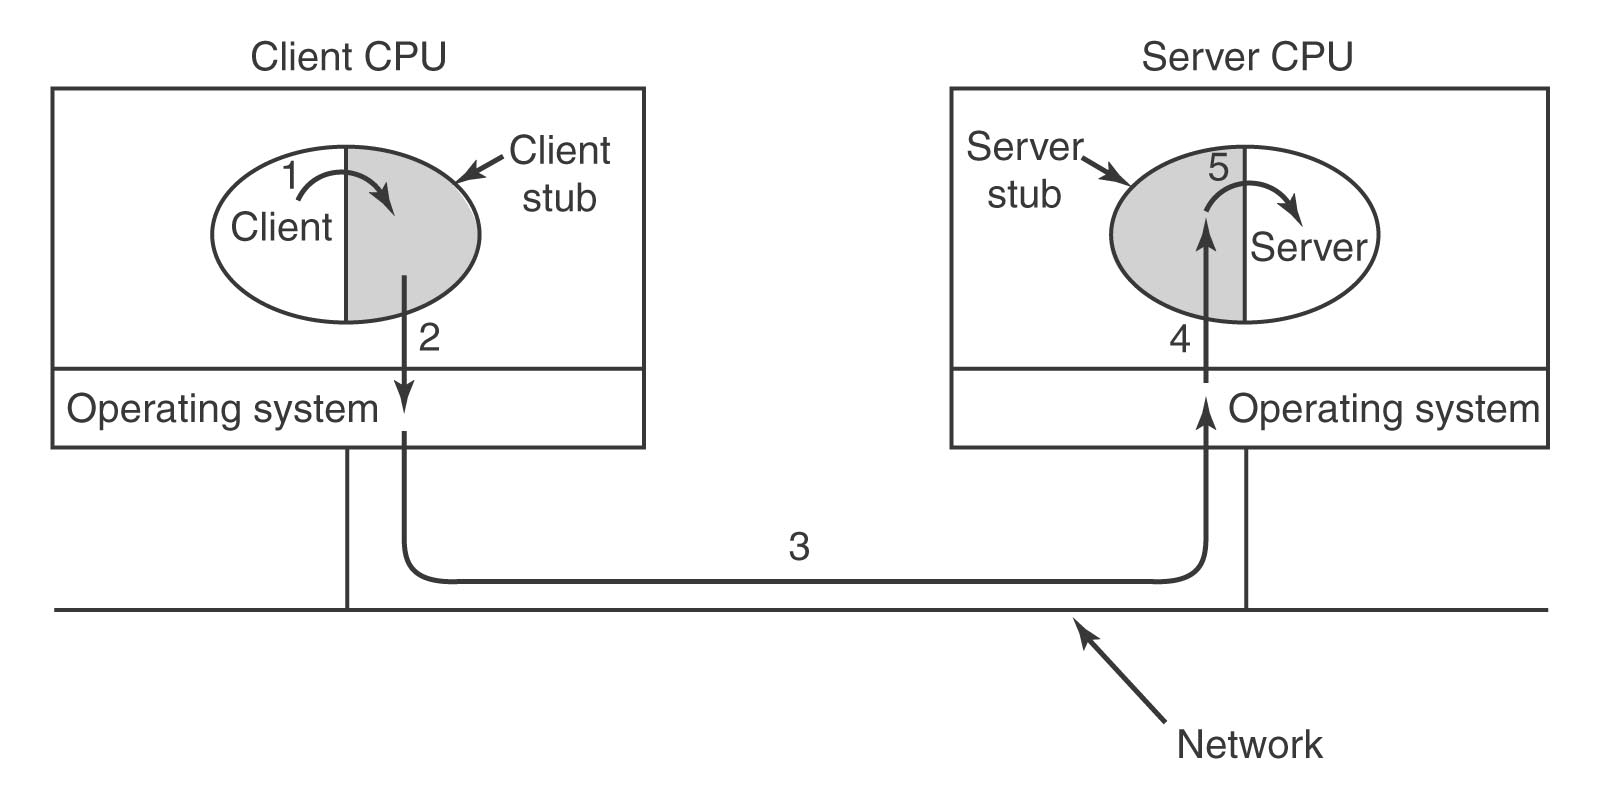 Client CPU
Server CPU
Client
stub
Server
stub
1
Client
5
Server
2
4
Operating system
Operating system
3
Network